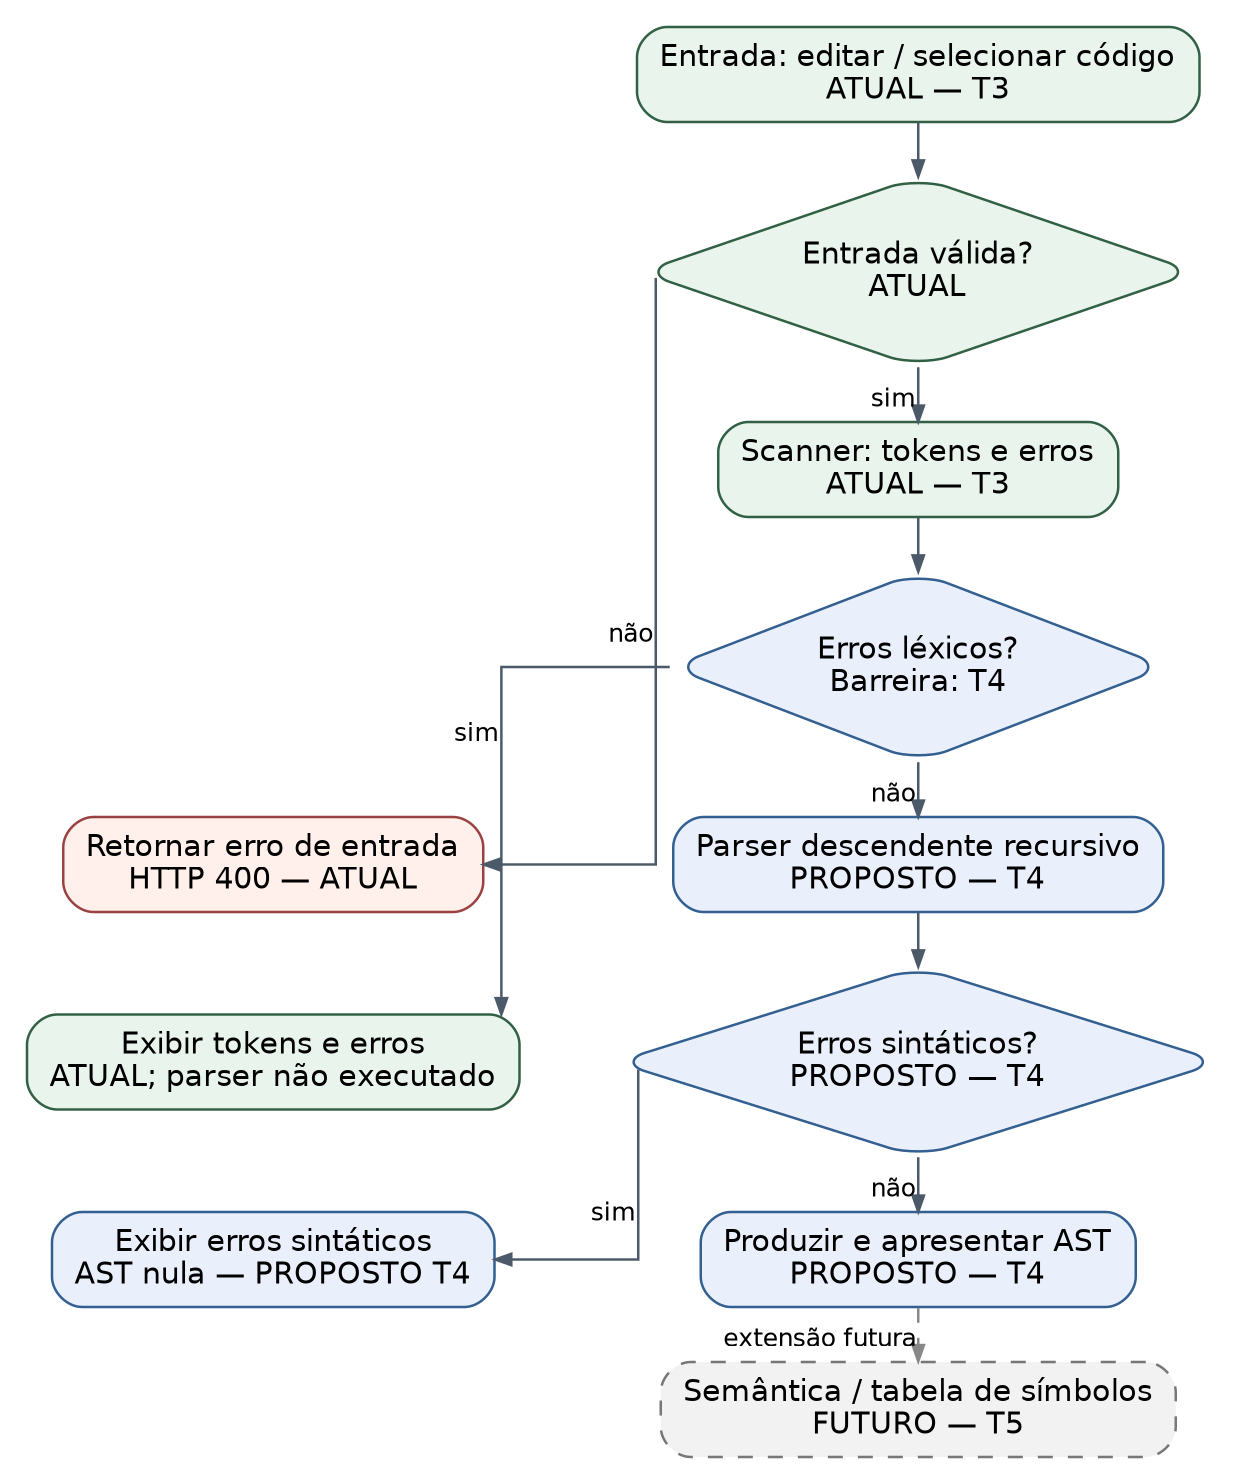 Entrada: editar / selecionar código
ATUAL — T3
Entrada válida?
ATUAL
sim
Scanner: tokens e erros
ATUAL — T3
não
Erros léxicos?
Barreira: T4
sim
não
Retornar erro de entrada
HTTP 400 — ATUAL
Parser descendente recursivo
PROPOSTO — T4
Exibir tokens e erros
ATUAL; parser não executado
Erros sintáticos?
PROPOSTO — T4
não
sim
Exibir erros sintáticos
AST nula — PROPOSTO T4
Produzir e apresentar AST
PROPOSTO — T4
extensão futura
Semântica / tabela de símbolos
FUTURO — T5